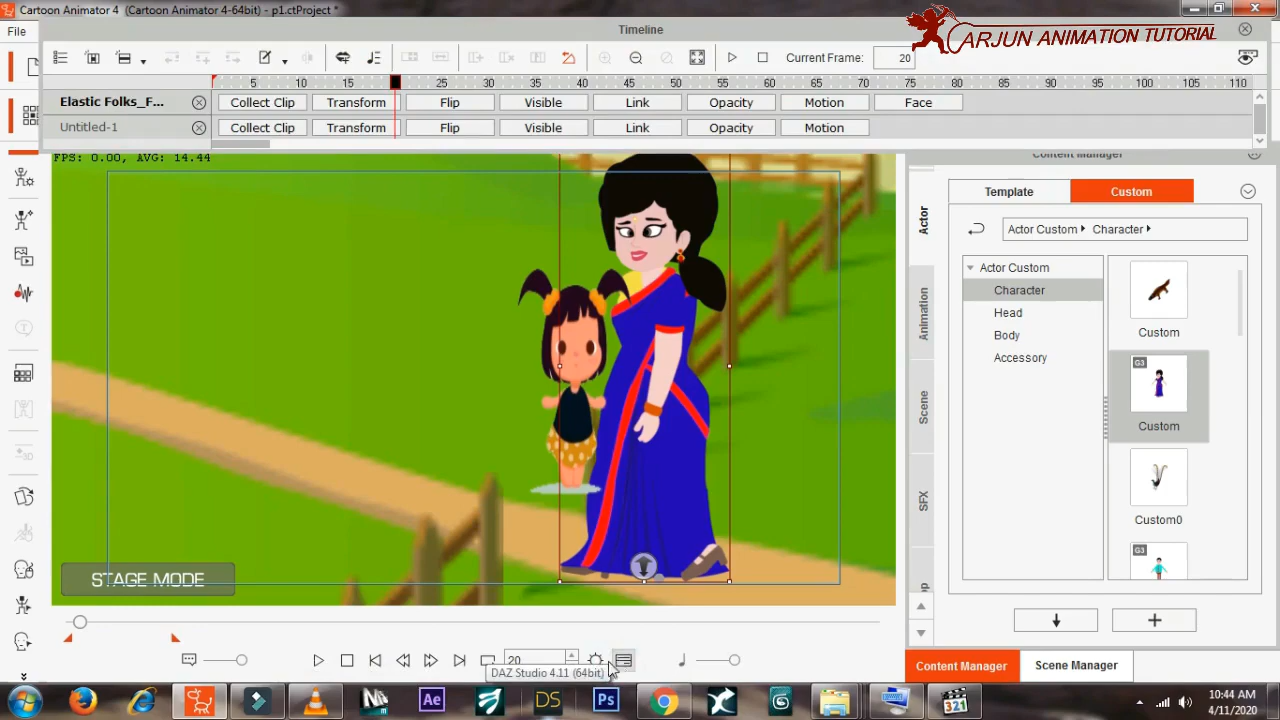 Cartoon Animator 4 (Cartoon Animator 4-64bit) - p1.ctProject *
File
Timeline
CARJUN ANIMATION TUTORIAL
Current Frame: 20
5 10 15 25 30 35 40 45 50 55 60 65 70 75 80 85 90 95 100 105 110
Elastic Folks_F... Collect Clip Transform Flip Visible Link Opacity Motion Face
Untitled-1 Collect Clip Transform Flip Visible Link Opacity Motion
FPS: 0.00, AVG: 14.44
Content Manager
Template Custom
Actor Custom Character
Actor Custom
Character
Head
Body
Accessory
G3
Custom
Custom
Custom0
G3
Actor
Animation
Scene
SFX
STAGE MODE
20
DAZ Studio 4.11 (64bit)
Content Manager Scene Manager
Ae DS Ps 321
10:44 AM
4/11/2020